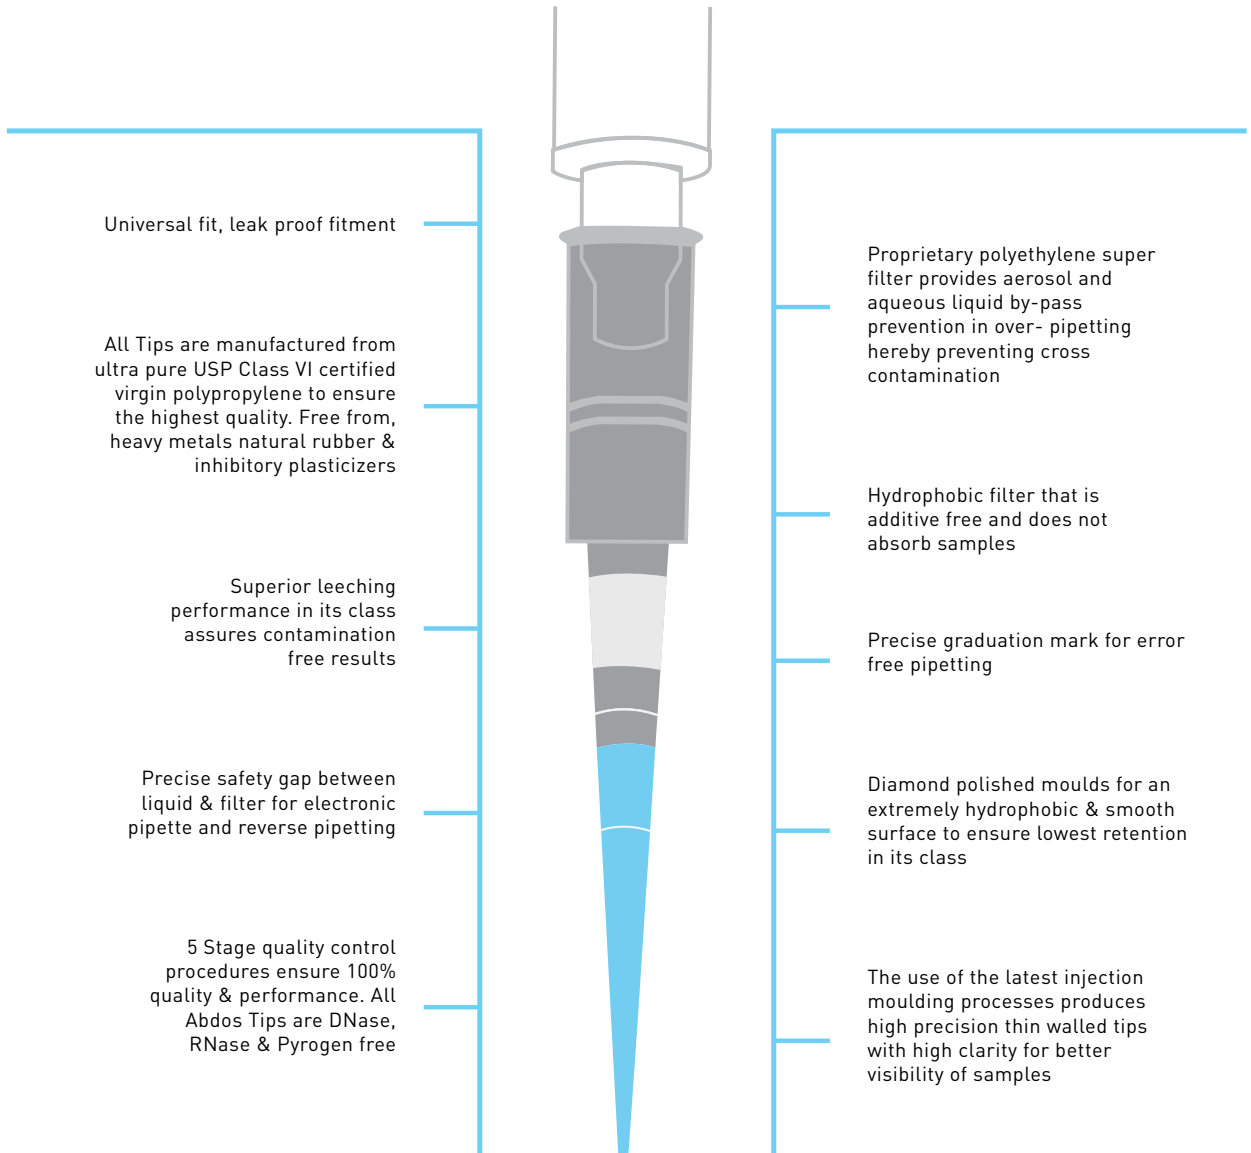 Universal fit, leak proof fitment
All Tips are manufactured from
ultra pure USP Class VI certified
virgin polypropylene to ensure
the highest quality. Free from,
heavy metals natural rubber &
inhibitory plasticizers
Superior leeching
performance in its class
assures contamination
free results
Precise safety gap between
liquid & filter for electronic
pipette and reverse pipetting
5 Stage quality control
procedures ensure 100%
quality & performance. All
Abdos Tips are DNase,
RNase & Pyrogen free
Proprietary polyethylene super
filter provides aerosol and
aqueous liquid by-pass
prevention in over- pipetting
hereby preventing cross
contamination
Hydrophobic filter that is
additive free and does not
absorb samples
Precise graduation mark for error
free pipetting
Diamond polished moulds for an
extremely hydrophobic & smooth
surface to ensure lowest retention
in its class
The use of the latest injection
moulding processes produces
high precision thin walled tips
with high clarity for better
visibility of samples